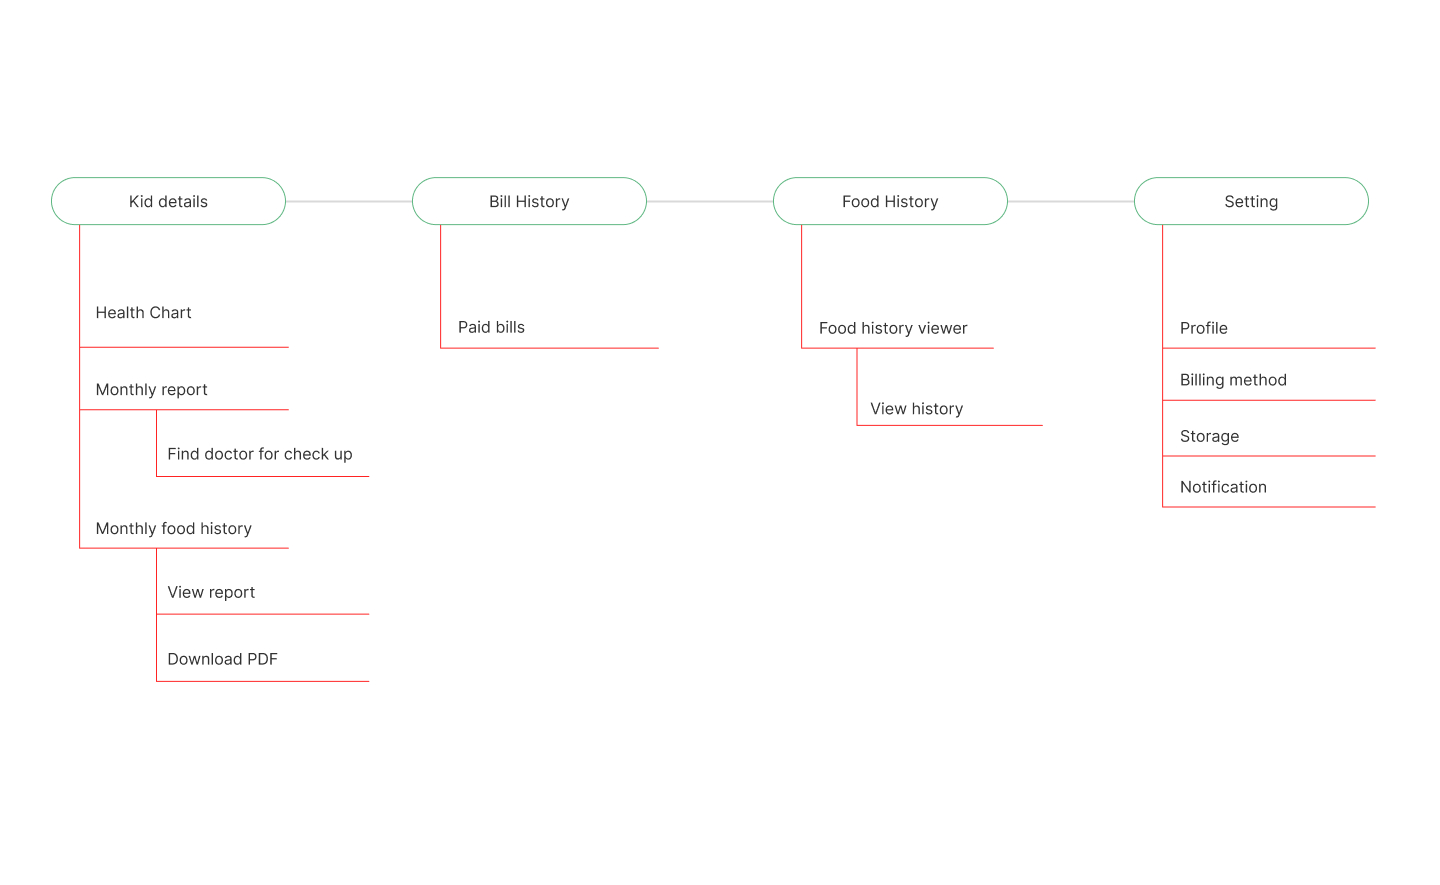 Kid details
Bill History
Food History
Setting
Health Chart
Monthly report
Find doctor for check up
Monthly food history
View report
Download PDF
Paid bills
Food history viewer
View history
Profile
Billing method
Storage
Notification